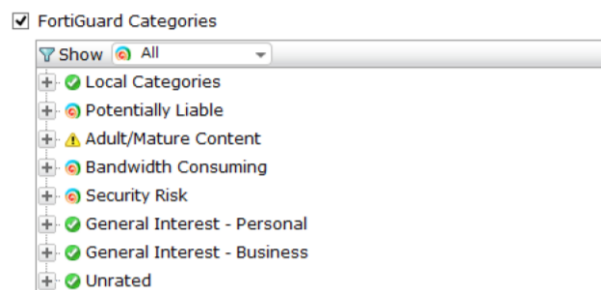 FortiGuard Categories
Show All
Local Categories
Potentially Liable
Adult/Mature Content
Bandwidth Consuming
Security Risk
General Interest - Personal
General Interest - Business
Unrated